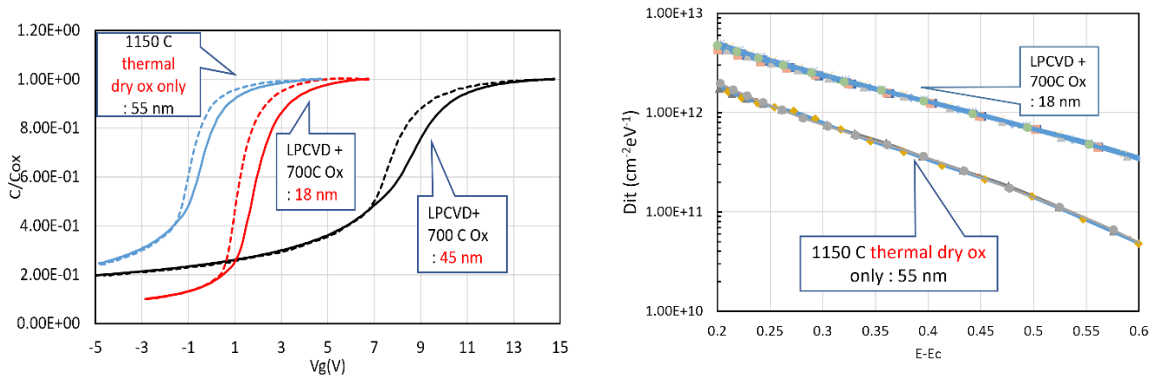 1.20E+00
1.00E+00
8.00E-01
6.00E-01
4.00E-01
2.00E-01
0.00E+00
C/Cox
-5 -3 -1 1 3 5 7 9 11 13 15
Vg(V)
1150 C
thermal
dry ox only
: 55 nm
LPCVD +
700C Ox
: 18 nm
LPCVD+
700 C Ox
: 45 nm
1.00E+13
1.00E+12
1.00E+11
1.00E+10
Dit (cm-2eV-1)
0.2 0.25 0.3 0.35 0.4 0.45 0.5 0.55 0.6
E-Ec
LPCVD +
700C Ox
: 18 nm
1150 C thermal dry ox
only : 55 nm